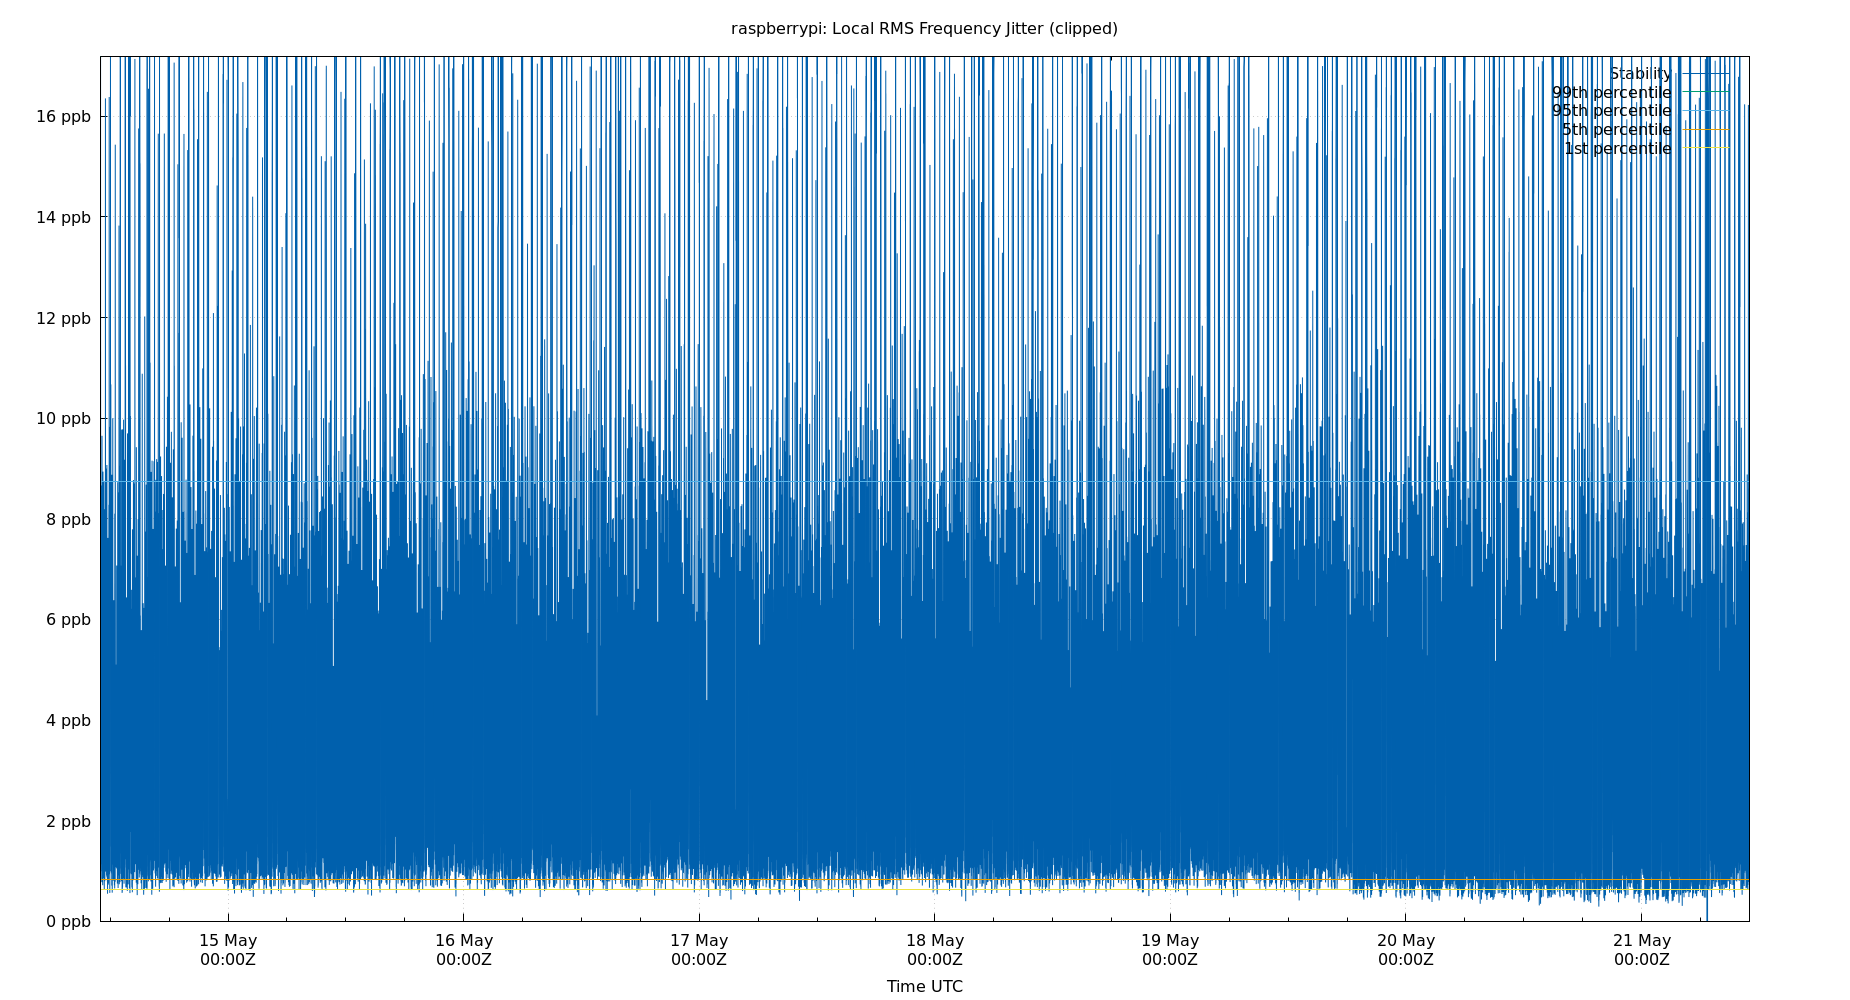 raspberrypi: Local RMS Frequency Jitter (clipped)
Stability
99th percentile
95th percentile
5th percentile
1st percentile
16 ppb
14 ppb
12 ppb
10 ppb
8 ppb
6 ppb
4 ppb
2 ppb
0 ppb
15 May 16 May 17 May 18 May 19 May 20 May 21 May
00:00Z 00:00Z 00:00Z 00:00Z 00:00Z 00:00Z 00:00Z
Time UTC